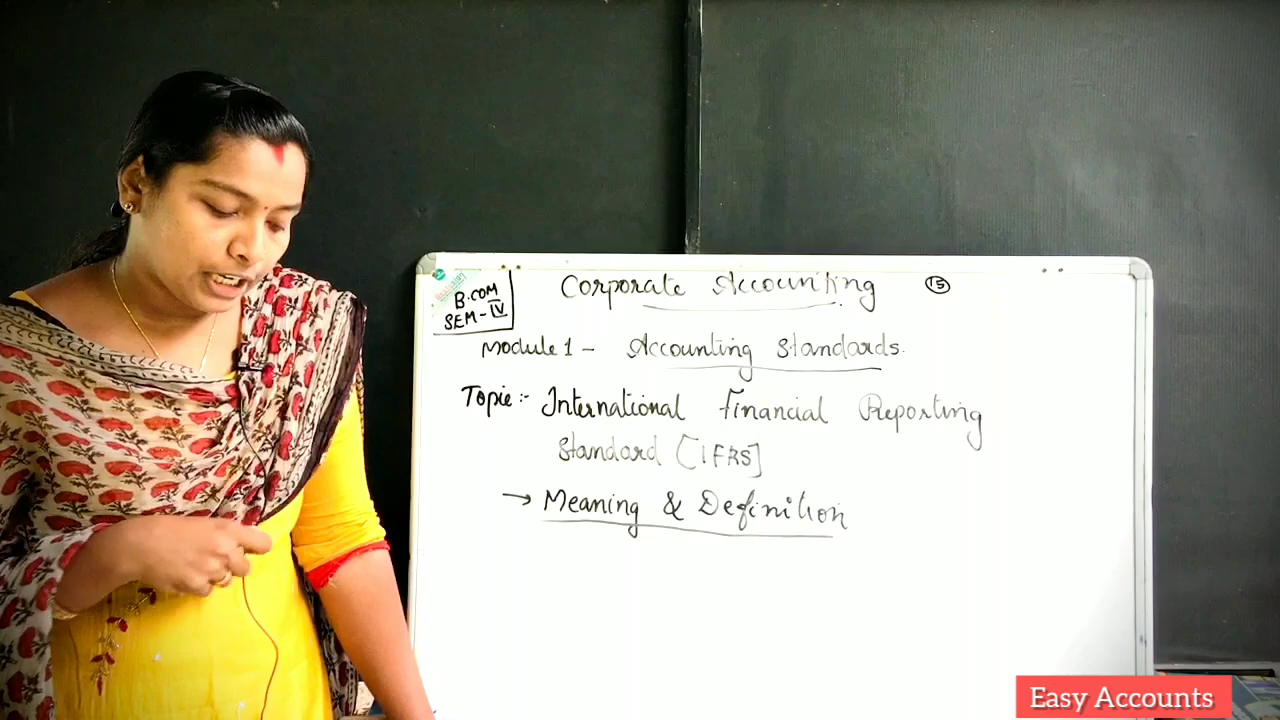 B.COM
SEM-IV
Corporate Accounting
15
Module 1 - Accounting Standards.
Topic :- International Financial Reporting
Standard [IFRS]
→ Meaning & Definition
Easy Accounts